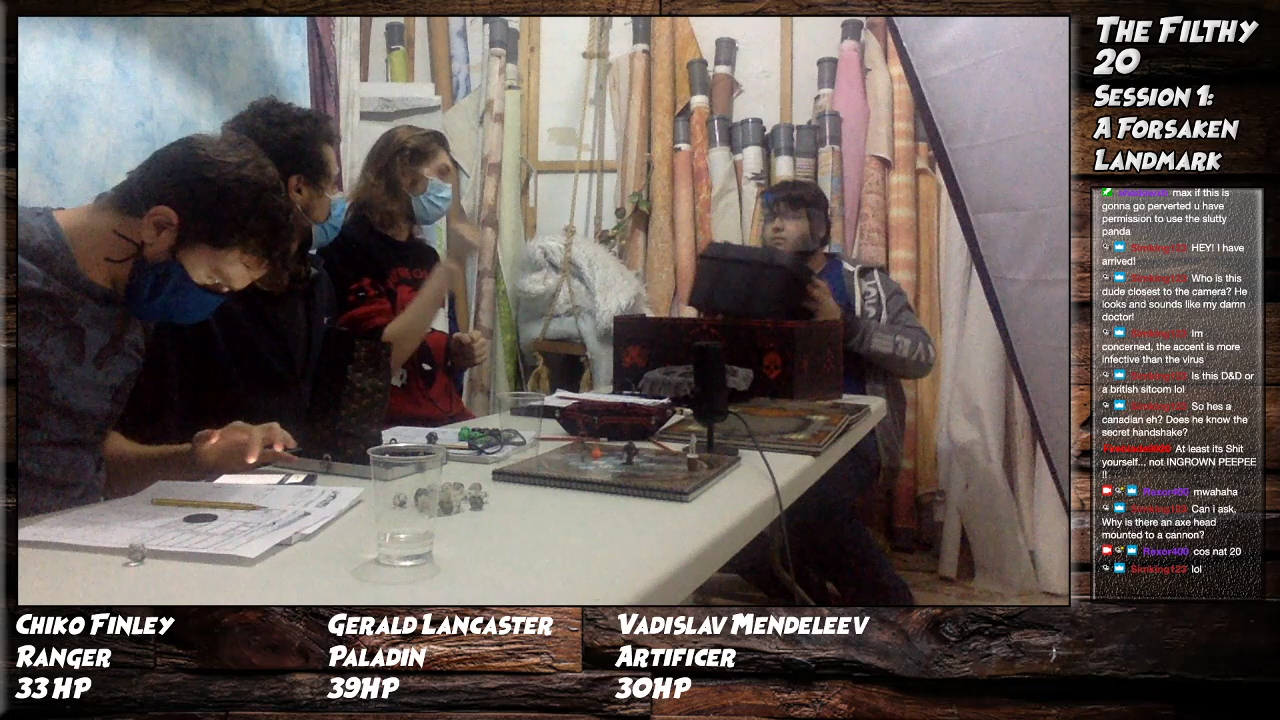 THE FILTHY
20
SESSION 1:
A FORSAKEN
LANDMARK
max if this is
gonna go perverted u have
permission to use the slutty
panda
HEY! I have
arrived!
Who is this
dude closest to the camera? He
looks and sounds like my damn
doctor!
Im
concerned, the accent is more
infective than the virus
Is this D&D or
a british sitcom lol
So hes a
canadian eh? Does he know the
secret handshake?
At least its Shit
yourself... not INGROWN PEEPEE
!!
Rexor400 mwahaha
Can i ask,
Why is there an axe head
mounted to a cannon?
Rexor400 cos nat 20
lol
CHIKO FINLEY
RANGER
33 HP
GERALD LANCASTER
PALADIN
39HP
VADISLAV MENDELEEV
ARTIFICER
30HP